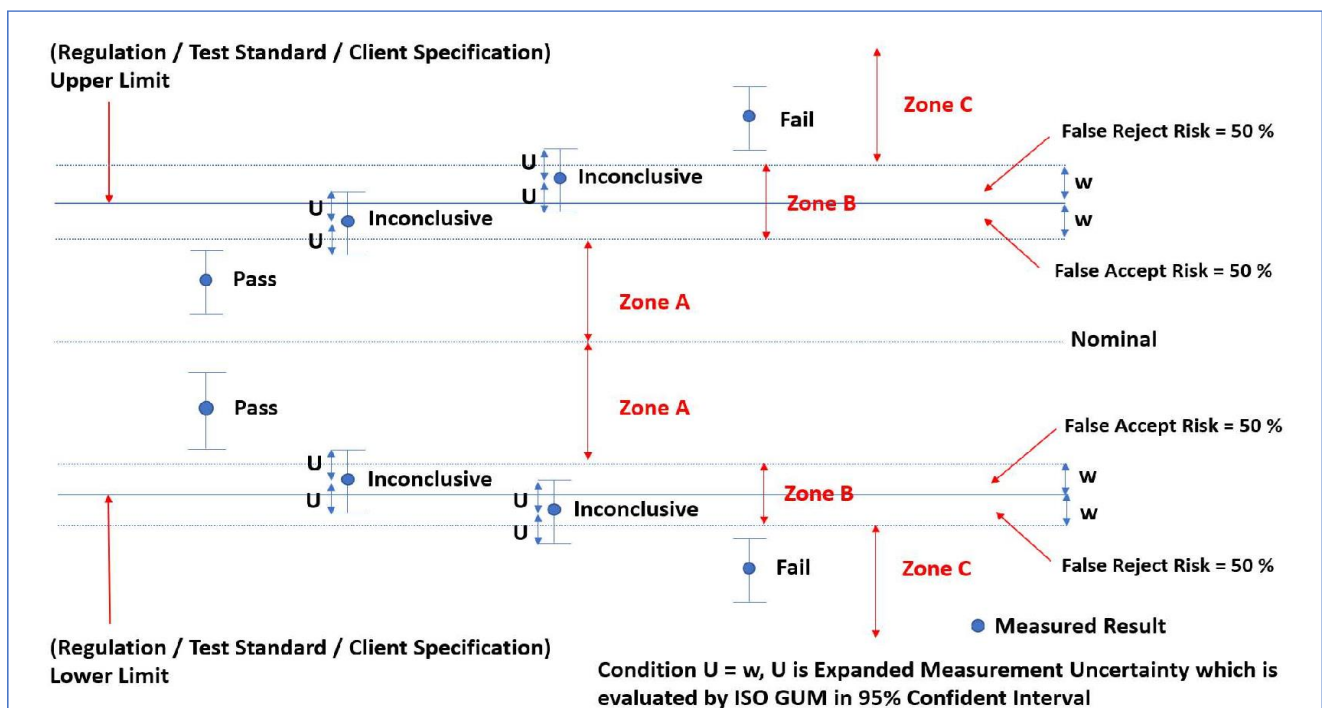 (Regulation / Test Standard / Client Specification)
Upper Limit
Zone C
Fail
False Reject Risk = 50 %
U
Inconclusive
U
w
Zone B
w
U
Inconclusive
U
False Accept Risk = 50 %
Pass
Zone A
Nominal
Pass
Zone A
False Accept Risk = 50 %
U
Inconclusive
U
w
Zone B
w
U
Inconclusive
U
Fail
Zone C
False Reject Risk = 50 %
Measured Result
(Regulation / Test Standard / Client Specification)
Lower Limit
Condition U = w, U is Expanded Measurement Uncertainty which is
evaluated by ISO GUM in 95% Confident Interval